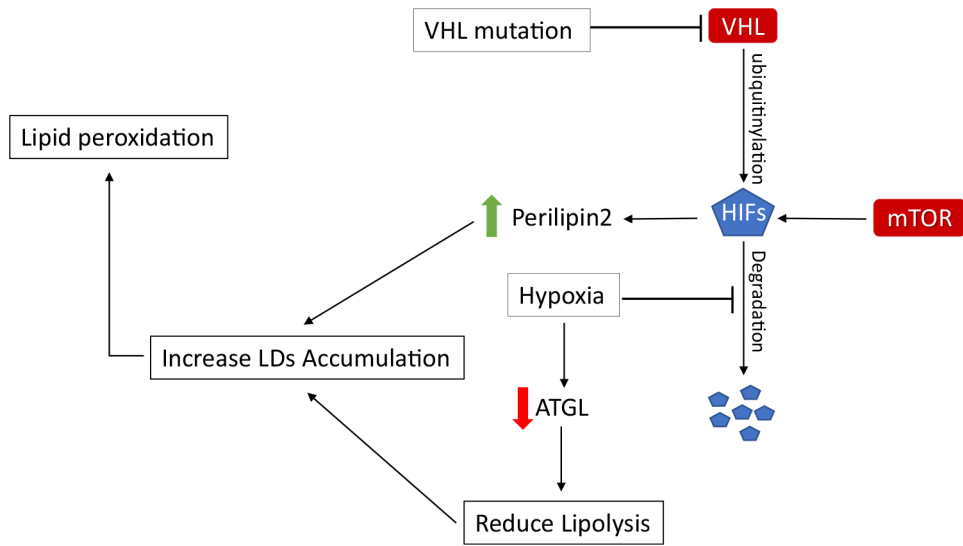 VHL mutation
VHL
ubiquitinylation
Lipid peroxidation
Perilipin2
HIFs
mTOR
Hypoxia
Degradation
Increase LDs Accumulation
ATGL
Reduce Lipolysis